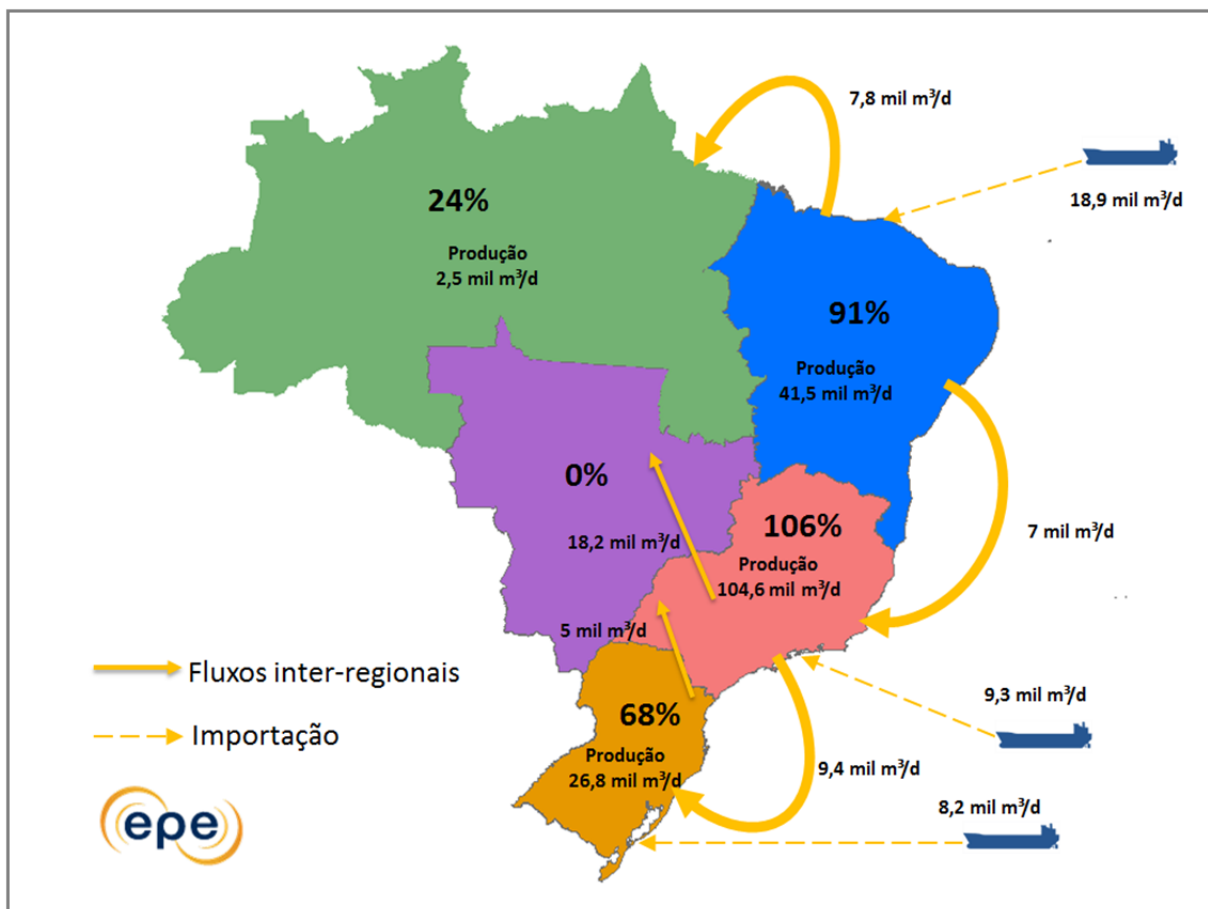 7,8 mil m³/d
18,9 mil m³/d
24%
Produção
2,5 mil m³/d
91%
Produção
41,5 mil m³/d
0%
18,2 mil m³/d
106%
Produção
104,6 mil m³/d
7 mil m³/d
5 mil m³/d
Fluxos inter-regionais
Importação
68%
Produção
26,8 mil m³/d
9,3 mil m³/d
9,4 mil m³/d
8,2 mil m³/d
epe